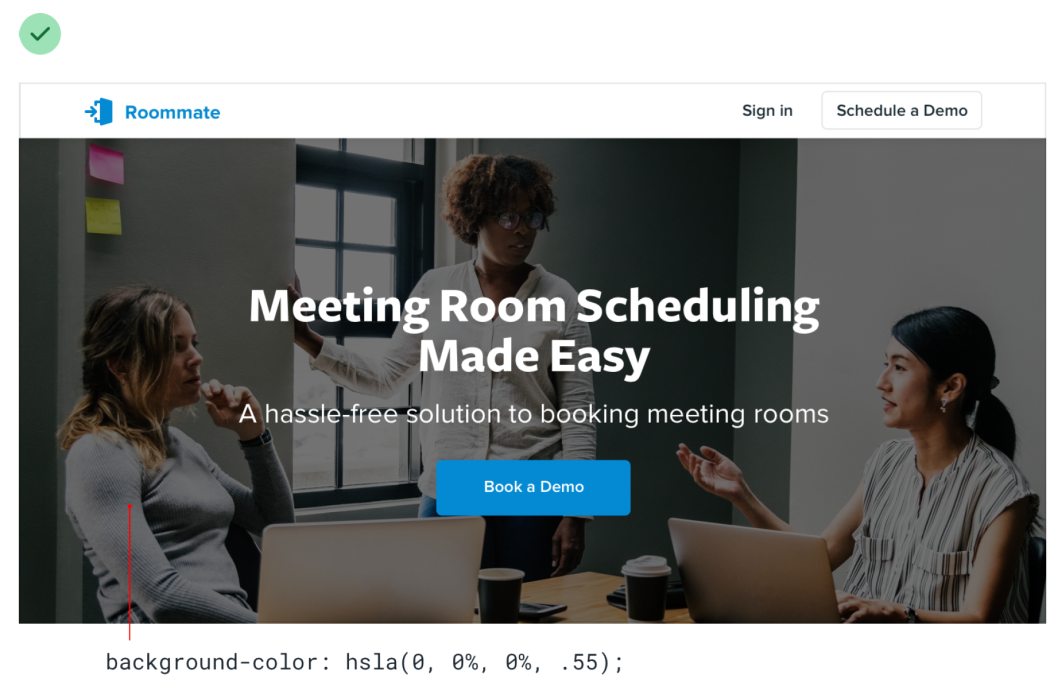 Roommate
Sign in
Schedule a Demo
Meeting Room Scheduling
Made Easy
A hassle-free solution to booking meeting rooms
Book a Demo
background-color: hsla(0, 0%, 0%, .55);